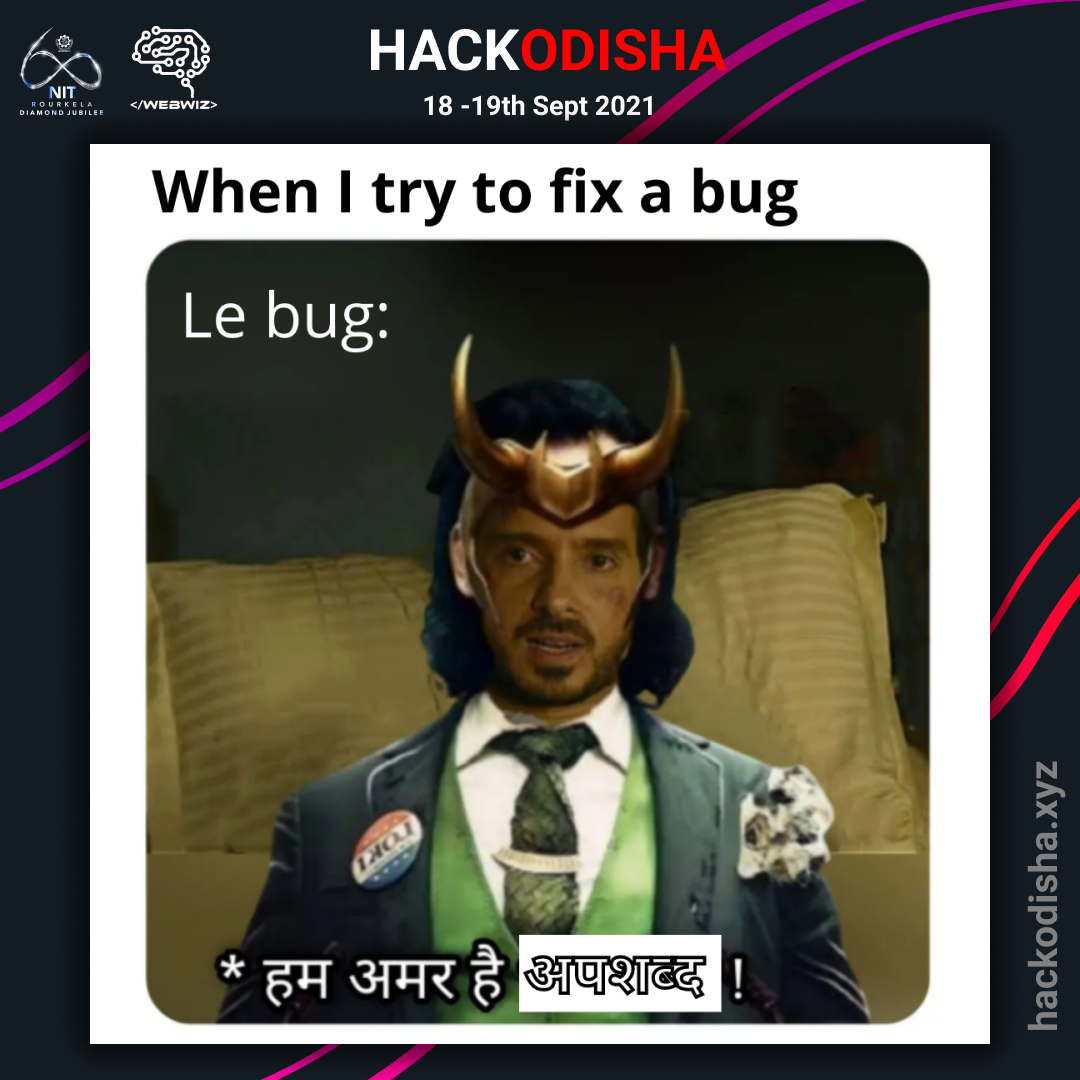 NIT
ROURKELA
DIAMOND JUBILEE
</WEBWIZ>
HACKODISHA
18 -19th Sept 2021
When I try to fix a bug
Le bug:
LOKI
* हम अमर है अपशब्द !
hackodisha.xyz